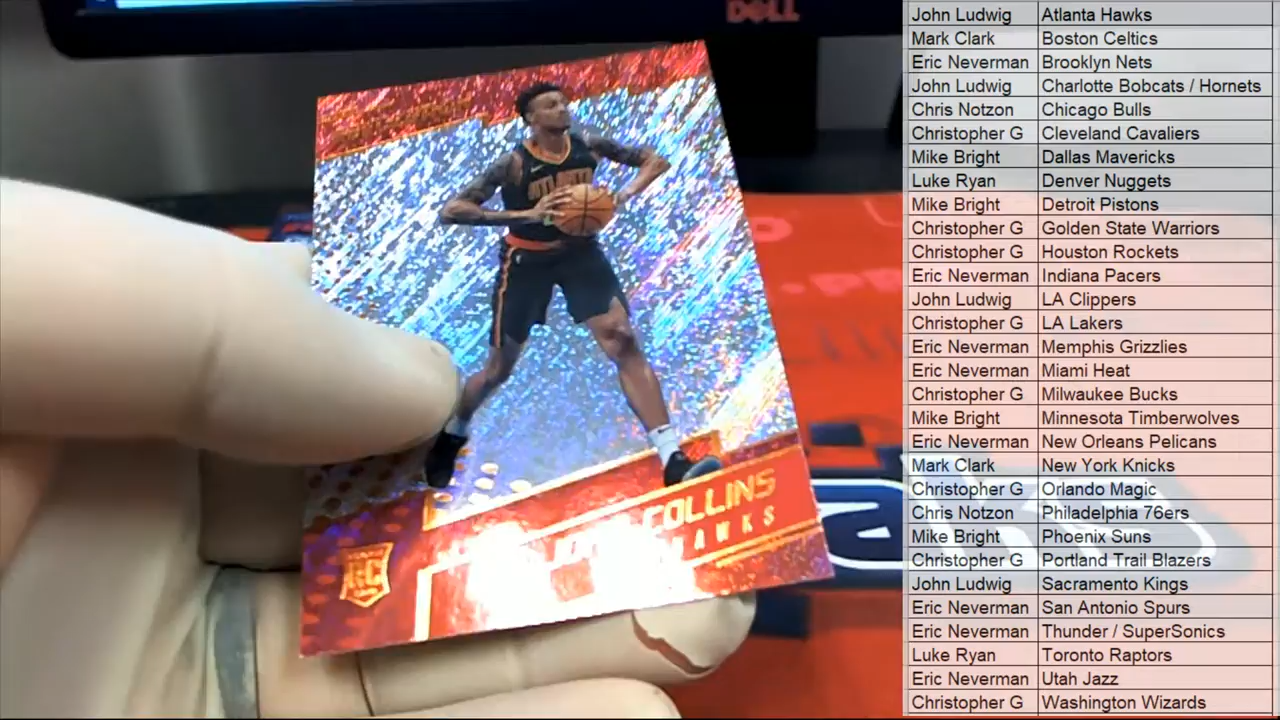 DELL
ATLANTA
COLLINS
HAWKS
RC
John Ludwig Atlanta Hawks
Mark Clark Boston Celtics
Eric Neverman Brooklyn Nets
John Ludwig Charlotte Bobcats / Hornets
Chris Notzon Chicago Bulls
Christopher G Cleveland Cavaliers
Mike Bright Dallas Mavericks
Luke Ryan Denver Nuggets
Mike Bright Detroit Pistons
Christopher G Golden State Warriors
Christopher G Houston Rockets
Eric Neverman Indiana Pacers
John Ludwig LA Clippers
Christopher G LA Lakers
Eric Neverman Memphis Grizzlies
Eric Neverman Miami Heat
Christopher G Milwaukee Bucks
Mike Bright Minnesota Timberwolves
Eric Neverman New Orleans Pelicans
Mark Clark New York Knicks
Christopher G Orlando Magic
Chris Notzon Philadelphia 76ers
Mike Bright Phoenix Suns
Christopher G Portland Trail Blazers
John Ludwig Sacramento Kings
Eric Neverman San Antonio Spurs
Eric Neverman Thunder / SuperSonics
Luke Ryan Toronto Raptors
Eric Neverman Utah Jazz
Christopher G Washington Wizards